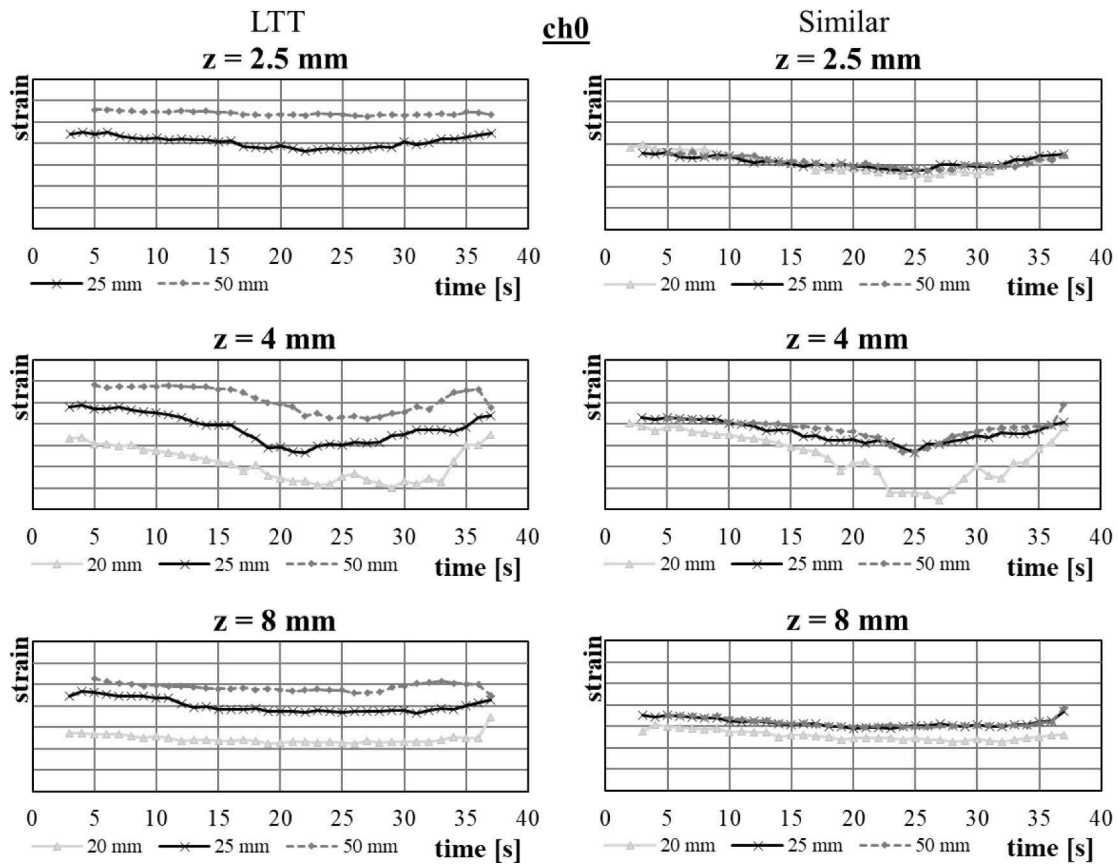 LTT ch0 Similar
z = 2.5 mm z = 2.5 mm
strain strain
0 5 10 15 20 25 30 35 40 0 5 10 15 20 25 30 35 40
25 mm 50 mm time [s] 20 mm 25 mm 50 mm time [s]
z = 4 mm z = 4 mm
strain strain
0 5 10 15 20 25 30 35 40 0 5 10 15 20 25 30 35 40
20 mm 25 mm 50 mm time [s] 20 mm 25 mm 50 mm time [s]
z = 8 mm z = 8 mm
strain strain
0 5 10 15 20 25 30 35 40 0 5 10 15 20 25 30 35 40
20 mm 25 mm 50 mm time [s] 20 mm 25 mm 50 mm time [s]